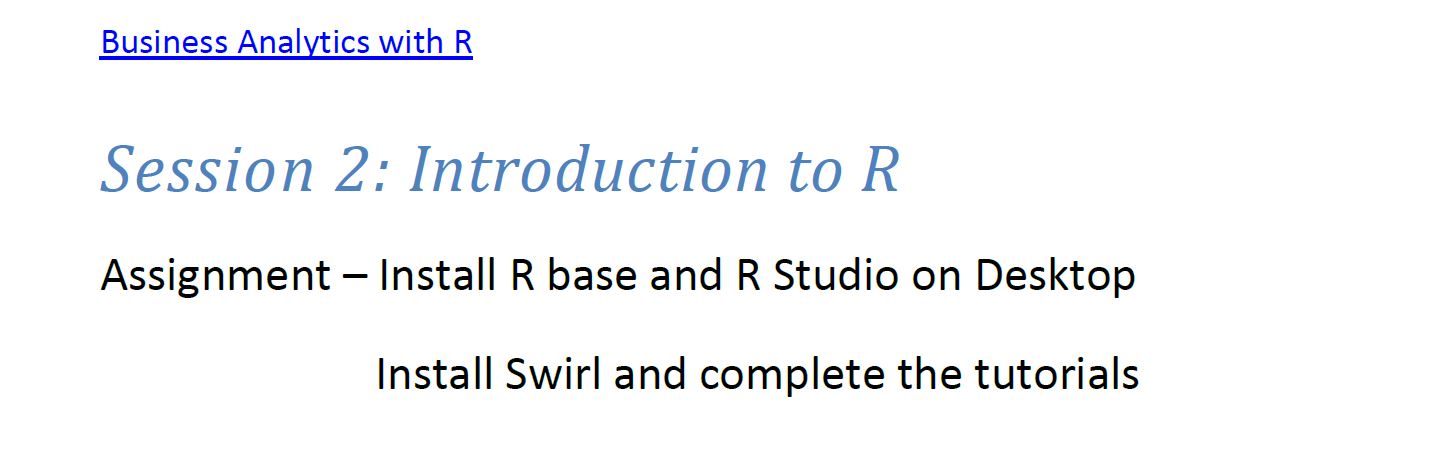 Business Analytics with R
Session 2: Introduction to R
Assignment – Install R base and R Studio on Desktop
Install Swirl and complete the tutorials